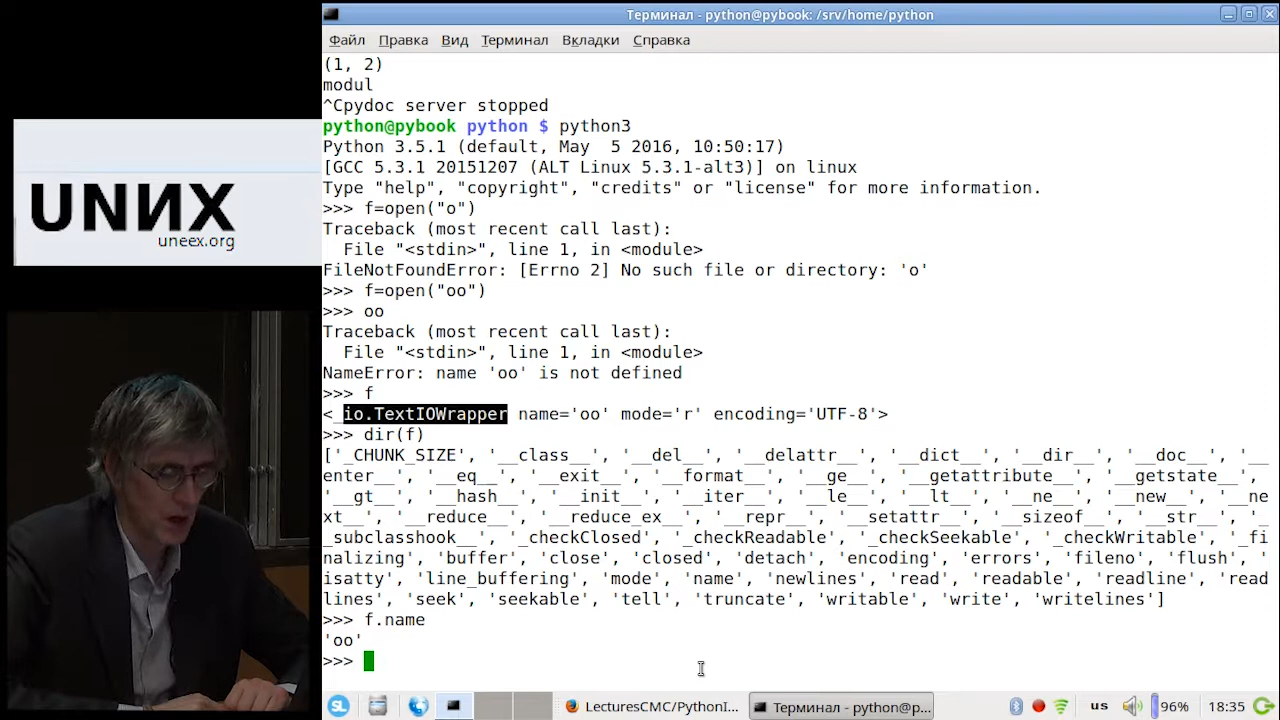 Терминал - python@pybook: /srv/home/python
Файл Правка Вид Терминал Вкладки Справка
(1, 2)
modul
^Cpydoc server stopped
python@pybook python $ python3
Python 3.5.1 (default, May  5 2016, 10:50:17)
[GCC 5.3.1 20151207 (ALT Linux 5.3.1-alt3)] on linux
Type "help", "copyright", "credits" or "license" for more information.
>>> f=open("o")
Traceback (most recent call last):
  File "<stdin>", line 1, in <module>
FileNotFoundError: [Errno 2] No such file or directory: 'o'
>>> f=open("oo")
>>> oo
Traceback (most recent call last):
  File "<stdin>", line 1, in <module>
NameError: name 'oo' is not defined
>>> f
<_io.TextIOWrapper name='oo' mode='r' encoding='UTF-8'>
>>> dir(f)
['_CHUNK_SIZE', '__class__', '__del__', '__delattr__', '__dict__', '__dir__', '__doc__', '__
enter__', '__eq__', '__exit__', '__format__', '__ge__', '__getattribute__', '__getstate__',
'__gt__', '__hash__', '__init__', '__iter__', '__le__', '__lt__', '__ne__', '__new__', '__ne
xt__', '__reduce__', '__reduce_ex__', '__repr__', '__setattr__', '__sizeof__', '__str__', '_
_subclasshook__', '_checkClosed', '_checkReadable', '_checkSeekable', '_checkWritable', '_fi
nalizing', 'buffer', 'close', 'closed', 'detach', 'encoding', 'errors', 'fileno', 'flush', '
isatty', 'line_buffering', 'mode', 'name', 'newlines', 'read', 'readable', 'readline', 'read
lines', 'seek', 'seekable', 'tell', 'truncate', 'writable', 'write', 'writelines']
>>> f.name
'oo'
>>>
UNИX
uneex.org
SL LecturesCMC/PythonI... Терминал - python@p... us 96% 18:35